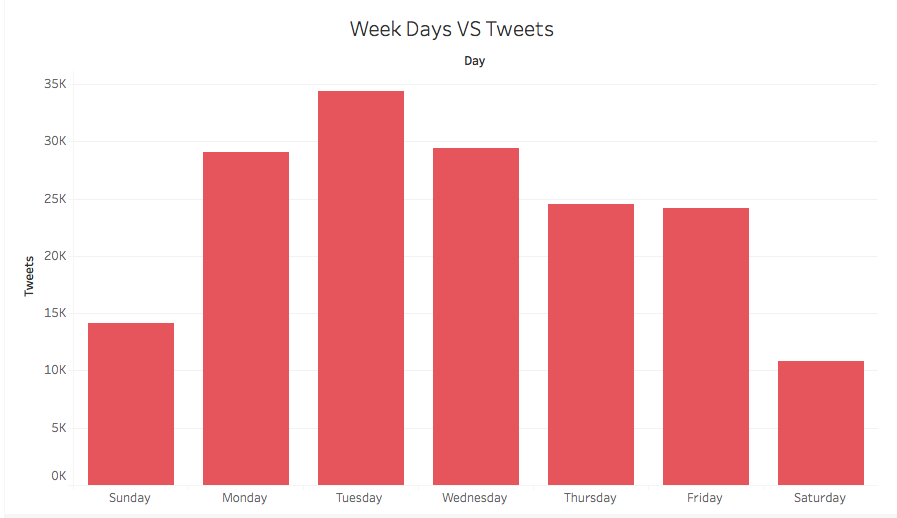 Week Days VS Tweets
Day
35K
30K
25K
20K
15K
10K
5K
0K
Tweets
Sunday Monday Tuesday Wednesday Thursday Friday Saturday